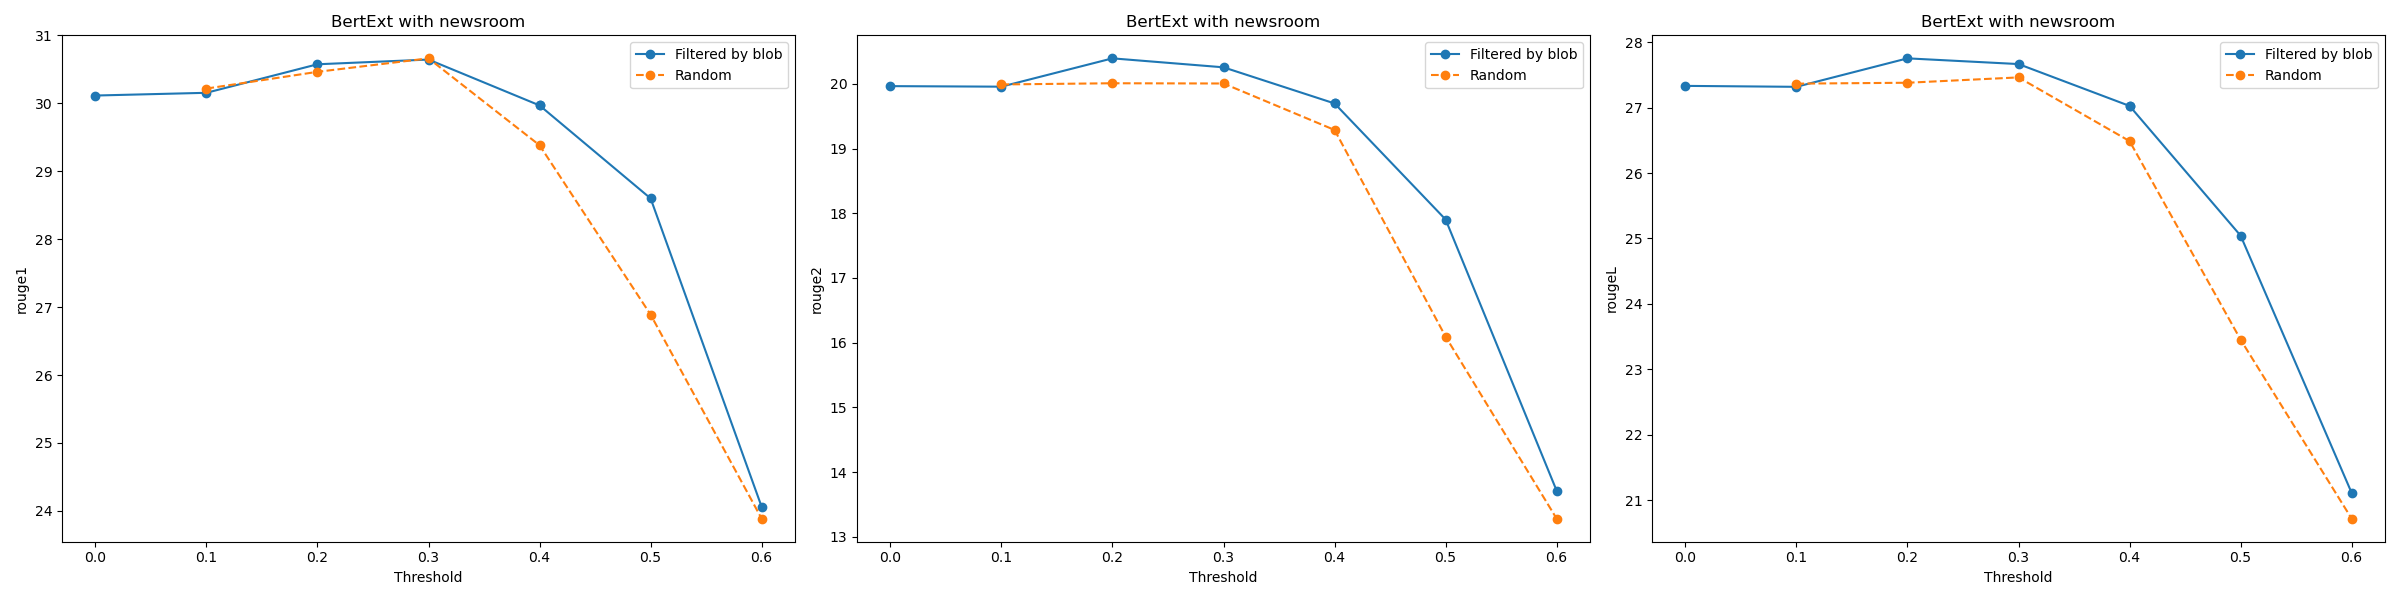 BertExt with newsroom
31
30
29
28
27
26
25
24
rouge1
0.0 0.1 0.2 0.3 0.4 0.5 0.6
Threshold
Filtered by blob
Random
BertExt with newsroom
20
19
18
17
16
15
14
13
rouge2
0.0 0.1 0.2 0.3 0.4 0.5 0.6
Threshold
Filtered by blob
Random
BertExt with newsroom
28
27
26
25
24
23
22
21
rougeL
0.0 0.1 0.2 0.3 0.4 0.5 0.6
Threshold
Filtered by blob
Random